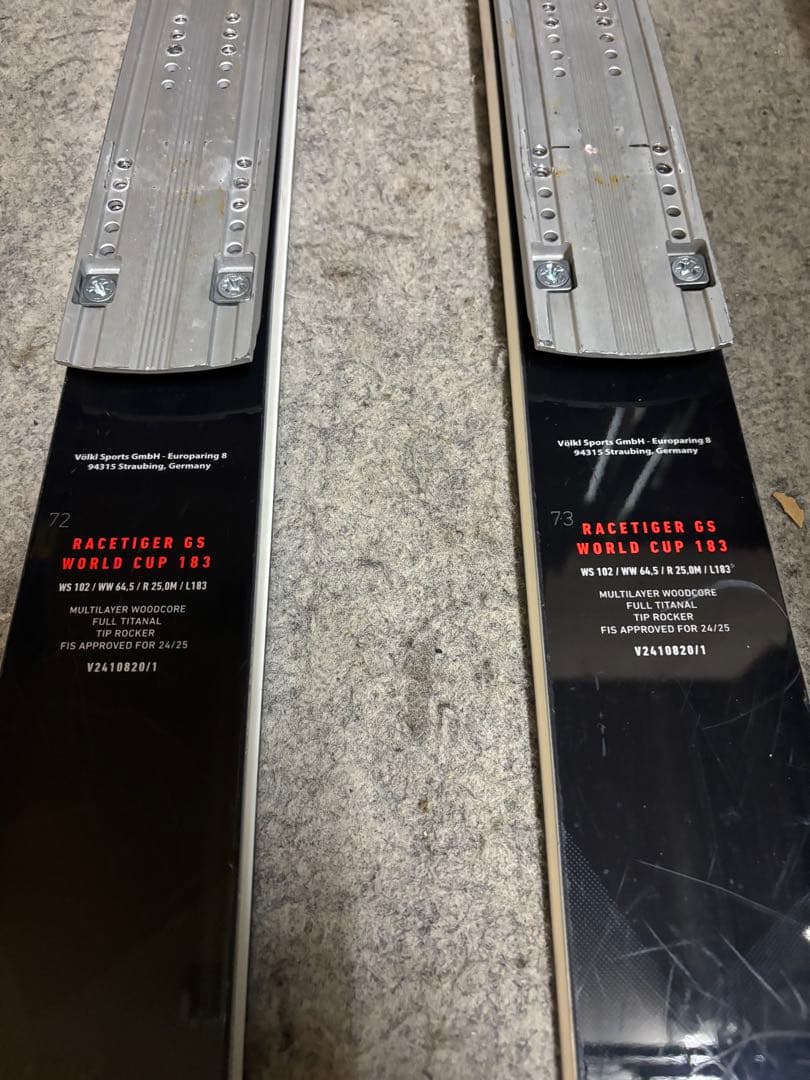 Völkl Sports GmbH - Europaring 8
94315 Straubing, Germany
72
RACETIGER GS
WORLD CUP 183
WS 102 / WW 64,5 / R 25,0M / L183
MULTILAYER WOODCORE
FULL TITANAL
TIP ROCKER
FIS APPROVED FOR 24/25
V2410820/1
Völkl Sports GmbH - Europaring 8
94315 Straubing, Germany
73
RACETIGER GS
WORLD CUP 183
WS 102 / WW 64,5 / R 25,0M / L183
MULTILAYER WOODCORE
FULL TITANAL
TIP ROCKER
FIS APPROVED FOR 24/25
V2410820/1